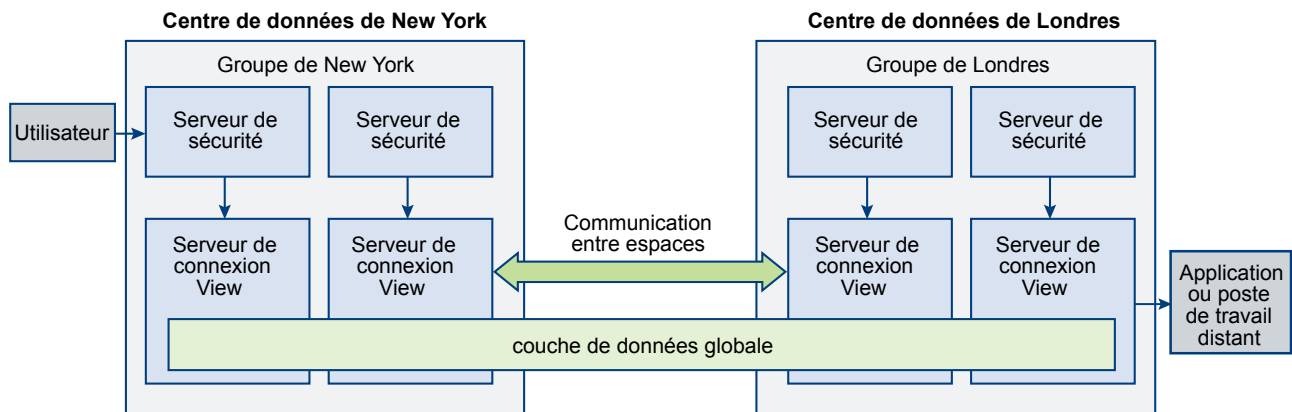 Centre de données de New York
Centre de données de Londres
Groupe de New York
Groupe de Londres
Utilisateur
Serveur de
sécurité
Serveur de
sécurité
Serveur de
sécurité
Serveur de
sécurité
Communication
entre espaces
Serveur de
connexion
View
Serveur de
connexion
View
Serveur de
connexion
View
Serveur de
connexion
View
Application
ou poste
de travail
distant
couche de données globale